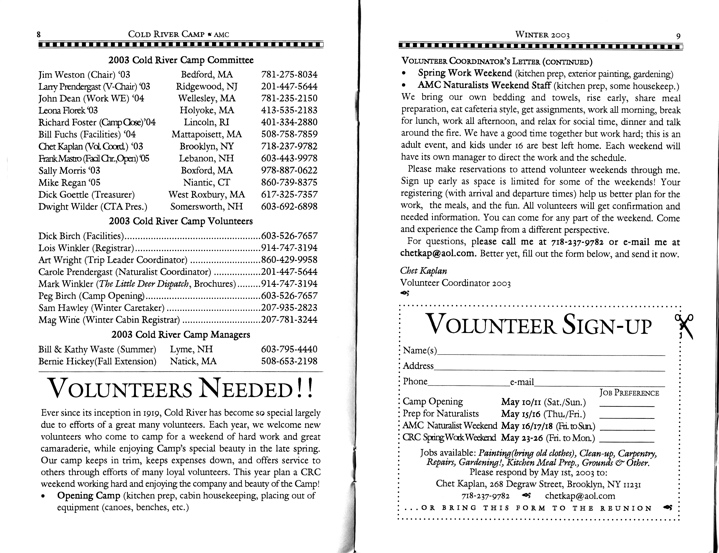 8 COLD RIVER CAMP ▪ AMC
2003 Cold River Camp Committee
Jim Weston (Chair) '03 Bedford, MA 781-275-8034
Larry Prendergast (V-Chair) '03 Ridgewood, NJ 201-447-5644
John Dean (Work WE) '04 Wellesley, MA 781-235-2150
Leona Florek '03 Holyoke, MA 413-535-2183
Richard Foster (Camp Close)'04 Lincoln, RI 401-334-2880
Bill Fuchs (Facilities) '04 Mattapoisett, MA 508-758-7859
Chet Kaplan (Vol. Coord.) '03 Brooklyn, NY 718-237-9782
Frank Mastro (Facil Chr.,Open) '05 Lebanon, NH 603-443-9978
Sally Morris '03 Boxford, MA 978-887-0622
Mike Regan '05 Niantic, CT 860-739-8375
Dick Goettle (Treasurer) West Roxbury, MA 617-325-7357
Dwight Wilder (CTA Pres.) Somersworth, NH 603-692-6898
2003 Cold River Camp Volunteers
Dick Birch (Facilities)..........603-526-7657
Lois Winkler (Registrar)..........914-747-3194
Art Wright (Trip Leader Coordinator) ..........860-429-9958
Carole Prendergast (Naturalist Coordinator) ..........201-447-5644
Mark Winkler (The Little Deer Dispatch, Brochures) .........914-747-3194
Peg Birch (Camp Opening)..........603-526-7657
Sam Hawley (Winter Caretaker) ..........207-935-2823
Mag Wine (Winter Cabin Registrar) ..........207-781-3244
2003 Cold River Camp Managers
Bill & Kathy Waste (Summer) Lyme, NH 603-795-4440
Bernie Hickey(Fall Extension) Natick, MA 508-653-2198
VOLUNTEERS NEEDED!!
Ever since its inception in 1919, Cold River has become so special largely
due to efforts of a great many volunteers. Each year, we welcome new
volunteers who come to camp for a weekend of hard work and great
camaraderie, while enjoying Camp's special beauty in the late spring.
Our camp keeps in trim, keeps expenses down, and offers service to
others through efforts of many loyal volunteers. This year plan a CRC
weekend working hard and enjoying the company and beauty of the Camp!
• Opening Camp (kitchen prep, cabin housekeeping, placing out of
equipment (canoes, benches, etc.)
WINTER 2003 9
VOLUNTEER COORDINATOR'S LETTER (CONTINUED)
• Spring Work Weekend (kitchen prep, exterior painting, gardening)
• AMC Naturalists Weekend Staff (kitchen prep, some housekeep.)
We bring our own bedding and towels, rise early, share meal
preparation, eat cafeteria style, get assignments, work all morning, break
for lunch, work all afternoon, and relax for social time, dinner and talk
around the fire. We have a good time together but work hard; this is an
adult event, and kids under 16 are best left home. Each weekend will
have its own manager to direct the work and the schedule.
Please make reservations to attend volunteer weekends through me.
Sign up early as space is limited for some of the weekends! Your
registering (with arrival and departure times) help us better plan for the
work, the meals, and the fun. All volunteers will get confirmation and
needed information. You can come for any part of the weekend. Come
and experience the Camp from a different perspective.
For questions, please call me at 718-237-9782 or e-mail me at
chetkap@aol.com. Better yet, fill out the form below, and send it now.
Chet Kaplan
Volunteer Coordinator 2003
VOLUNTEER SIGN-UP
Name(s)
Address
Phone e-mail
JOB PREFERENCE
Camp Opening May 10/11 (Sat./Sun.)
Prep for Naturalists May 15/16 (Thu./Fri.)
AMC Naturalist Weekend May 16/17/18 (Fri. to Sun.)
CRC Spring Work Weekend May 23-26 (Fri. to Mon.)
Jobs available: Painting(bring old clothes), Clean-up, Carpentry,
Repairs, Gardening!, Kitchen Meal Prep., Grounds & Other.
Please respond by May 1st, 2003 to:
Chet Kaplan, 268 Degraw Street, Brooklyn, NY 11231
718-237-9782 chetkap@aol.com
...OR BRING THIS FORM TO THE REUNION